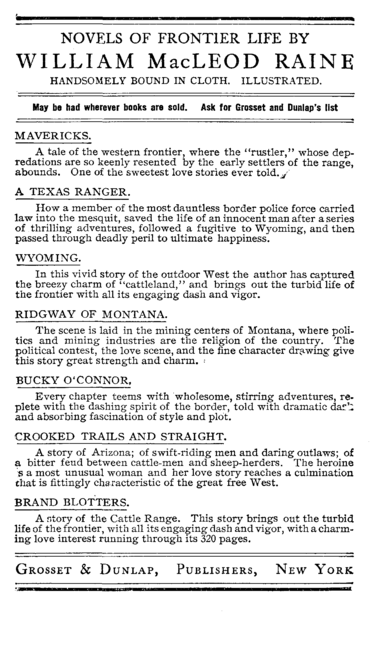 NOVELS OF FRONTIER LIFE BY
WILLIAM MacLEOD RAINE
HANDSOMELY BOUND IN CLOTH. ILLUSTRATED.
May be had wherever books are sold. Ask for Grosset and Dunlap's list
MAVERICKS.
A tale of the western frontier, where the "rustler," whose dep-
redations are so keenly resented by the early settlers of the range,
abounds. One of the sweetest love stories ever told.
A TEXAS RANGER.
How a member of the most dauntless border police force carried
law into the mesquit, saved the life of an innocent man after a series
of thrilling adventures, followed a fugitive to Wyoming, and then
passed through deadly peril to ultimate happiness.
WYOMING.
In this vivid story of the outdoor West the author has captured
the breezy charm of "cattleland," and brings out the turbid life of
the frontier with all its engaging dash and vigor.
RIDGWAY OF MONTANA.
The scene is laid in the mining centers of Montana, where poli-
tics and mining industries are the religion of the country. The
political contest, the love scene, and the fine character drawing give
this story great strength and charm.
BUCKY O'CONNOR.
Every chapter teems with wholesome, stirring adventures, re-
plete with the dashing spirit of the border, told with dramatic dash
and absorbing fascination of style and plot.
CROOKED TRAILS AND STRAIGHT.
A story of Arizona; of swift-riding men and daring outlaws; of
a bitter feud between cattle-men and sheep-herders. The heroine
is a most unusual woman and her love story reaches a culmination
that is fittingly characteristic of the great free West.
BRAND BLOTTERS.
A story of the Cattle Range. This story brings out the turbid
life of the frontier, with all its engaging dash and vigor, with a charm-
ing love interest running through its 320 pages.
GROSSET & DUNLAP, PUBLISHERS, NEW YORK